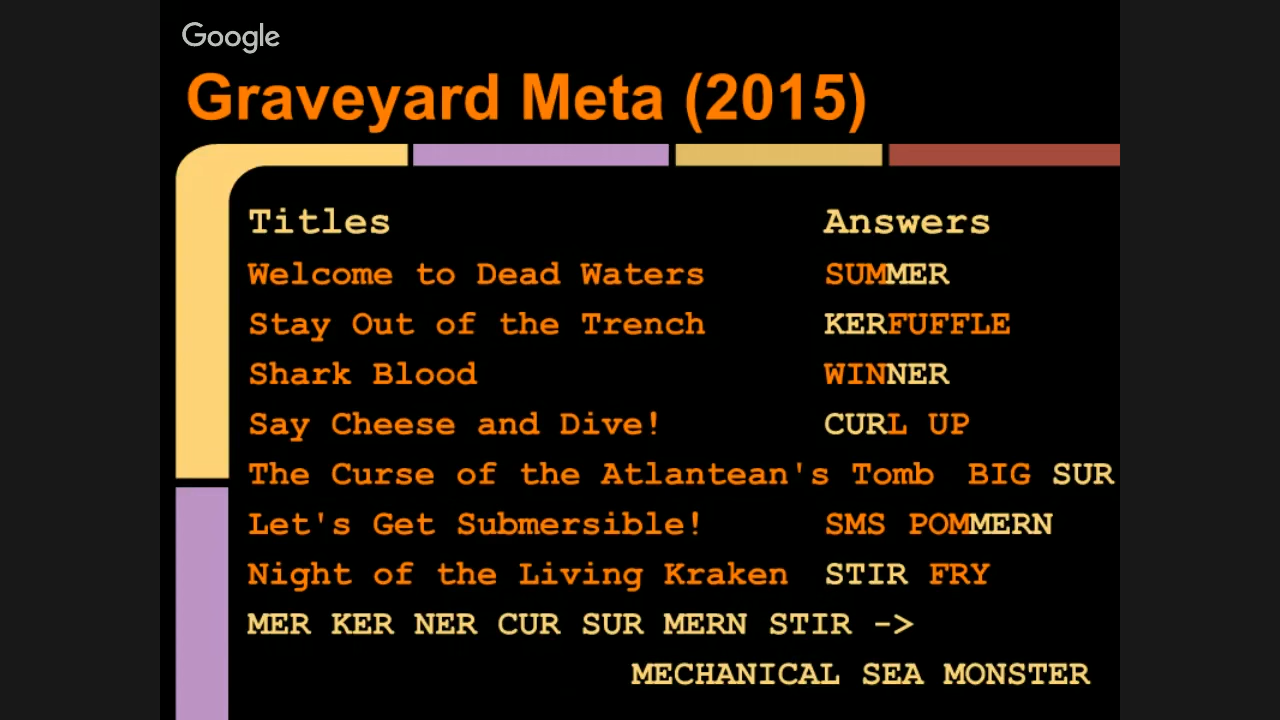 Google
Graveyard Meta (2015)
Titles Answers
Welcome to Dead Waters SUMMER
Stay Out of the Trench KERFUFFLE
Shark Blood WINNER
Say Cheese and Dive! CURL UP
The Curse of the Atlantean's Tomb BIG SUR
Let's Get Submersible! SMS POMMERN
Night of the Living Kraken STIR FRY
MER KER NER CUR SUR MERN STIR ->
MECHANICAL SEA MONSTER